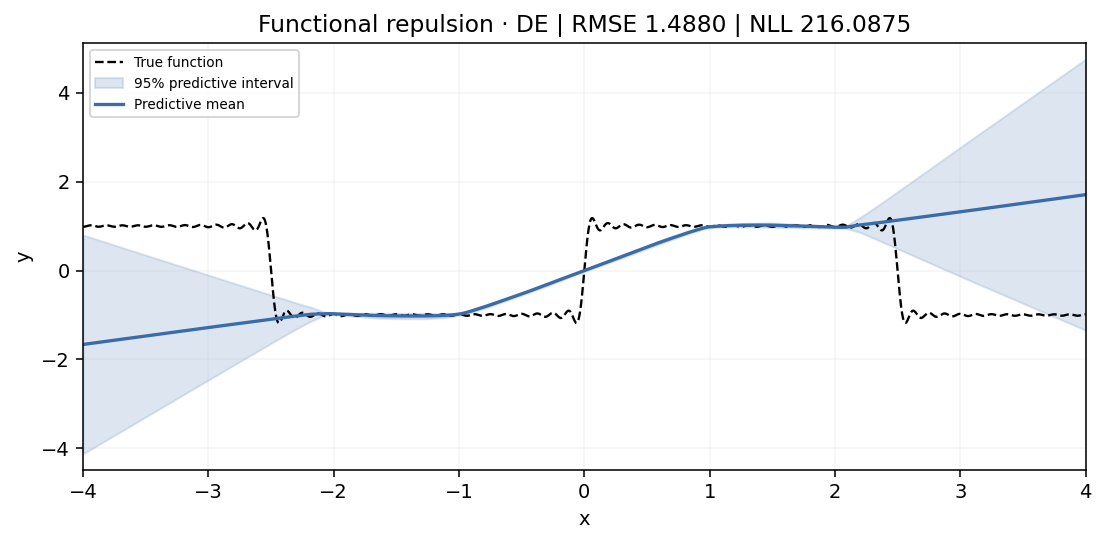 Functional repulsion · DE | RMSE 1.4880 | NLL 216.0875
True function
95% predictive interval
Predictive mean
y
4
2
0
−2
−4
−4 −3 −2 −1 0 1 2 3 4
x